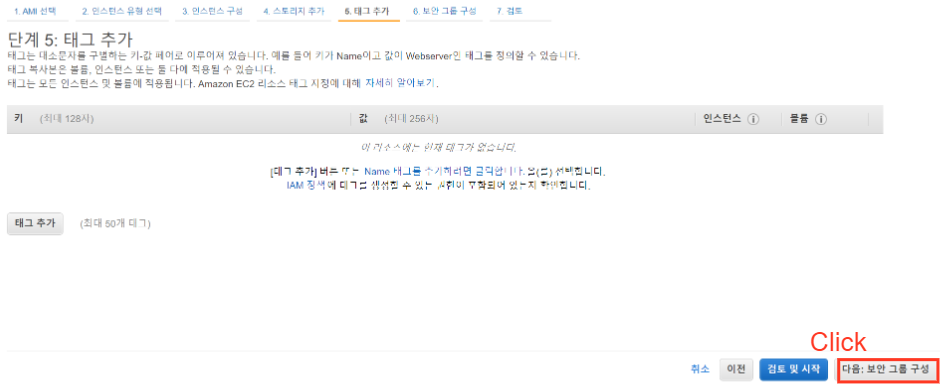 1. AMI 선택 2. 인스턴스 유형 선택 3. 인스턴스 구성 4. 스토리지 추가 5. 태그 추가 6. 보안 그룹 구성 7. 검토
단계 5: 태그 추가
태그는 대소문자를 구별하는 키-값 페어로 이루어져 있습니다. 예를 들어 키가 Name이고 값이 Webserver인 태그를 정의할 수 있습니다.
태그 복사본은 볼륨, 인스턴스 또는 둘 다에 적용될 수 있습니다.
태그는 모든 인스턴스 및 볼륨에 적용됩니다. Amazon EC2 리소스 태그 지정에 대해 자세히 알아보기.
키 (최대 128자) 값 (최대 256자) 인스턴스 볼륨
이 리소스에는 현재 태그가 없습니다.
[태그 추가] 버튼 또는 Name 태그를 추가하려면 클릭합니다. 을(를) 선택합니다.
IAM 정책에 태그를 생성할 수 있는 권한이 포함되어 있는지 확인합니다.
태그 추가 (최대 50개 태그)
Click
취소 이전 검토 및 시작 다음: 보안 그룹 구성